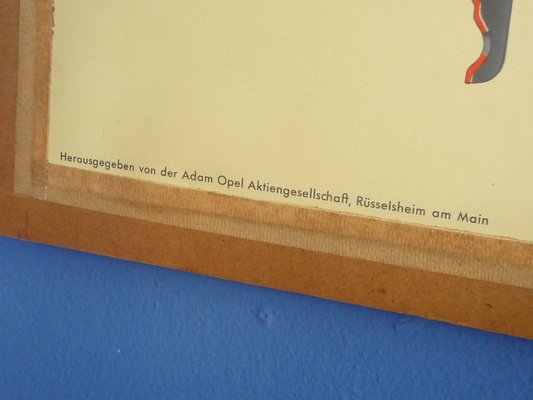 Herausgegeben von der Adam Opel Aktiengesellschaft, Rüsselsheim am Main